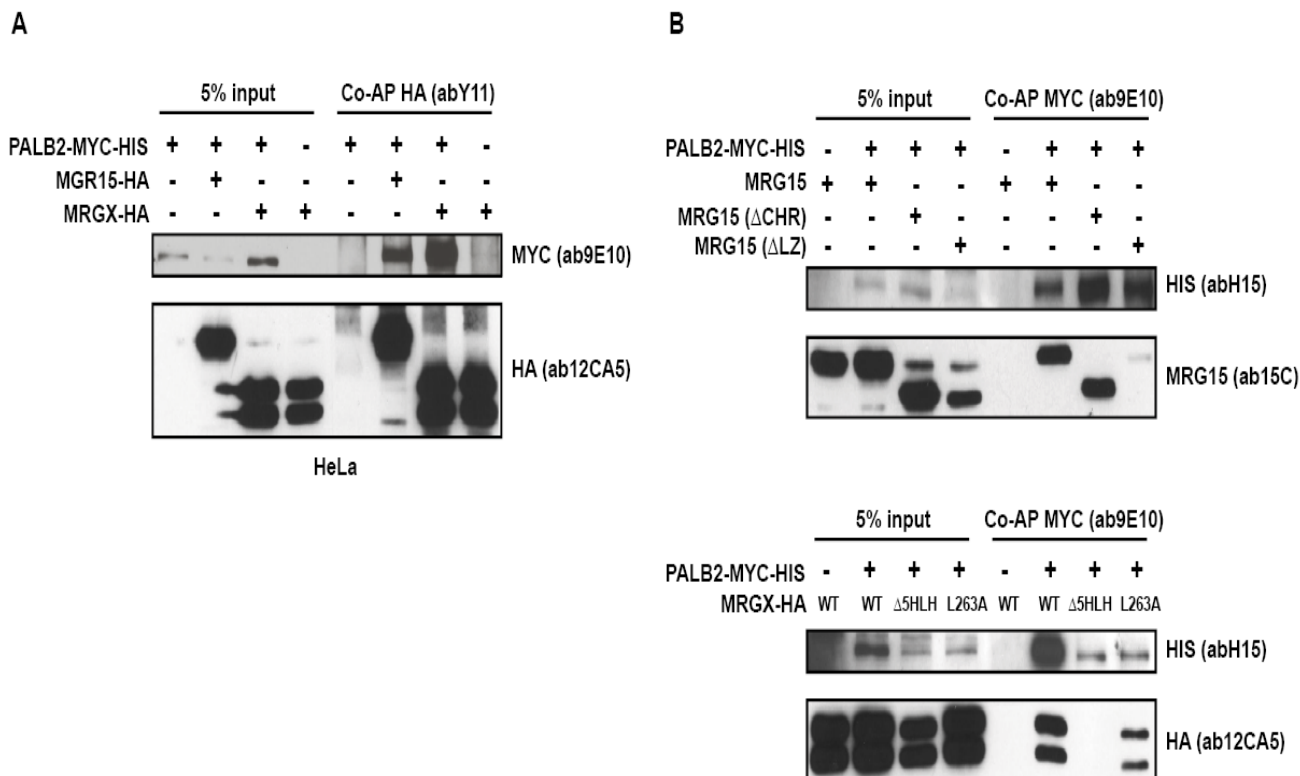 A
5% input Co-AP HA (abY11)
PALB2-MYC-HIS + + + - + + + -
MGR15-HA - + - - - + - -
MRGX-HA - - + + - - + +
MYC (ab9E10)
HA (ab12CA5)
HeLa
B
5% input Co-AP MYC (ab9E10)
PALB2-MYC-HIS - + + + - + + +
MRG15 + + - - + + - -
MRG15 (ΔCHR) - - + - - - + -
MRG15 (ΔLZ) - - - + - - - +
HIS (abH15)
MRG15 (ab15C)
5% input Co-AP MYC (ab9E10)
PALB2-MYC-HIS - + + + - + + +
MRGX-HA WT WT Δ5HLH L263A WT WT Δ5HLH L263A
HIS (abH15)
HA (ab12CA5)